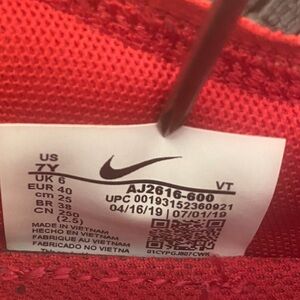 US
7Y
UK 6
EUR 40
cm 25
BR 38
CN 250
(2.5)
AJ2616-600
VT
UPC 00193152360921
04/16/19
07/01/19
MADE IN VIETNAM
HECHO EN VIETNAM
FABRIQUE AU VIETNAM
FABRICADO NO VIETNA